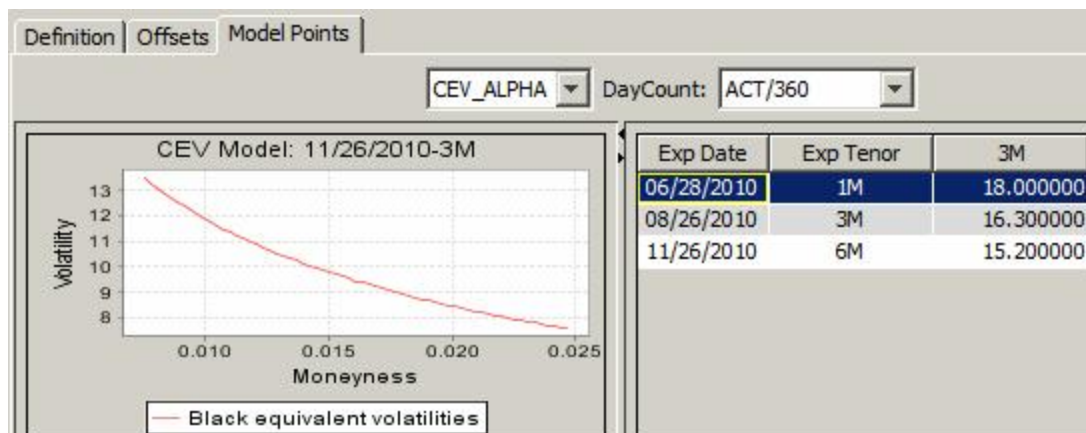 Definition Offsets Model Points
CEV_ALPHA DayCount: ACT/360
CEV Model: 11/26/2010-3M
Volatility
13
12
11
10
9
8
0.010 0.015 0.020 0.025
Moneyness
Black equivalent volatilities
Exp Date Exp Tenor 3M
06/28/2010 1M 18.000000
08/26/2010 3M 16.300000
11/26/2010 6M 15.200000